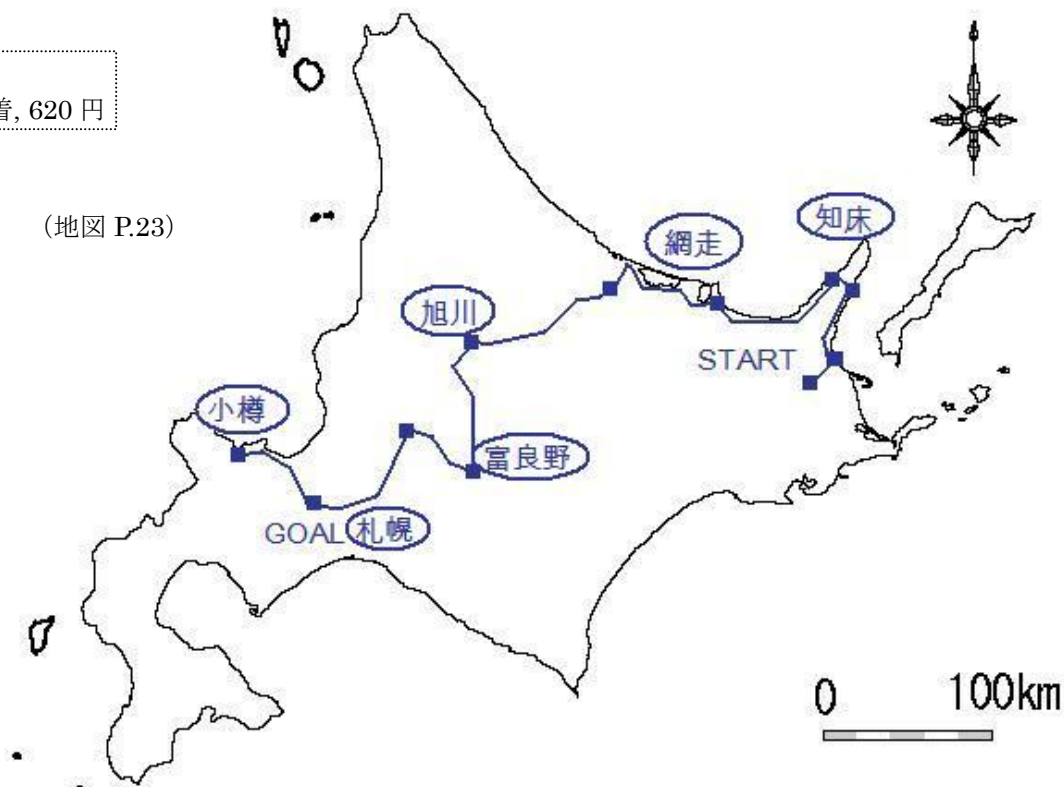 着, 620 円
(地図 P.23)
知床
網走
旭川
START
小樽
富良野
GOAL 札幌
0 100km